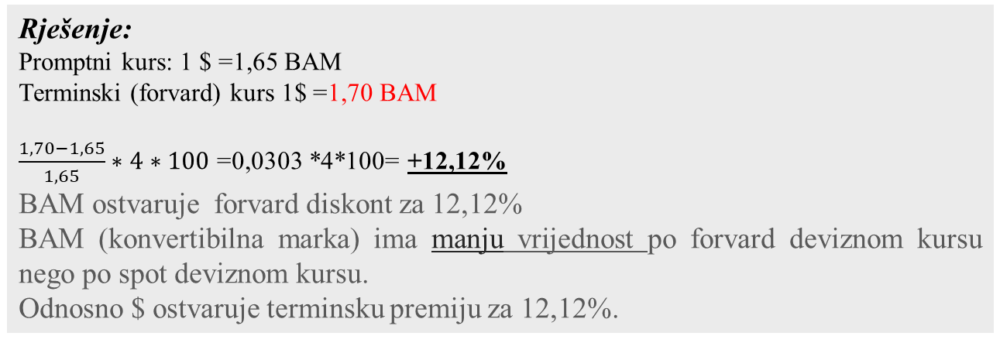 Rješenje:
Promptni kurs: 1 $ =1,65 BAM
Terminski (forvard) kurs 1$ =1,70 BAM
1,70−1,65
1,65
∗ 4 ∗ 100 =0,0303 *4*100= +12,12%
BAM ostvaruje forvard diskont za 12,12%
BAM (konvertibilna marka) ima manju vrijednost po forvard deviznom kursu
nego po spot deviznom kursu.
Odnosno $ ostvaruje terminsku premiju za 12,12%.